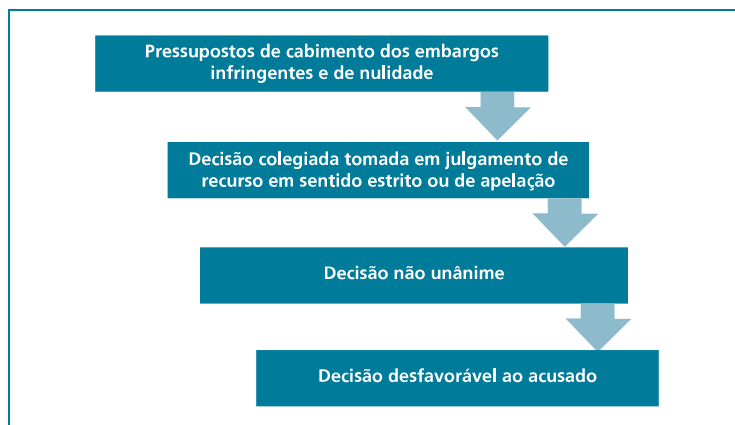 Pressupostos de cabimento dos embargos
infringentes e de nulidade
Decisão colegiada tomada em julgamento de
recurso em sentido estrito ou de apelação
Decisão não unânime
Decisão desfavorável ao acusado